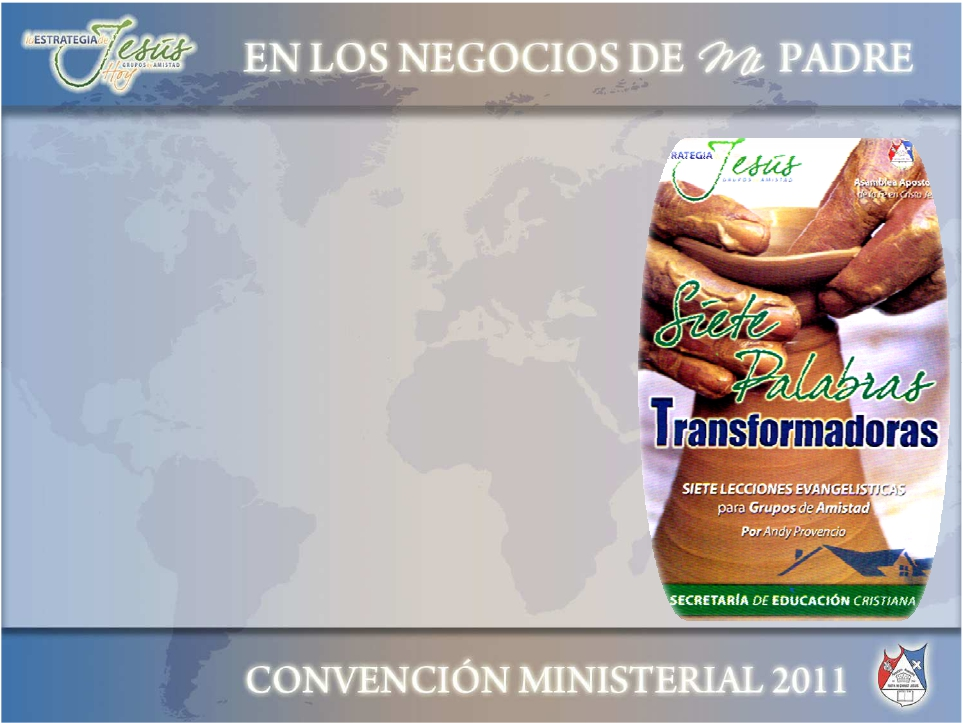 la ESTRATEGIA de
Jesús
GRUPOS de AMISTAD
Hoy
EN LOS NEGOCIOS DE Mi PADRE
RATEGIA
Jesús
GRUPOS AMISTAD
Asamblea Aposto
de la Fe en Cristo Je
Siete
Palabras
Transformadoras
SIETE LECCIONES EVANGELISTICAS
para Grupos de Amistad
Por Andy Provencio
SECRETARÍA DE EDUCACIÓN CRISTIANA
CONVENCIÓN MINISTERIAL 2011